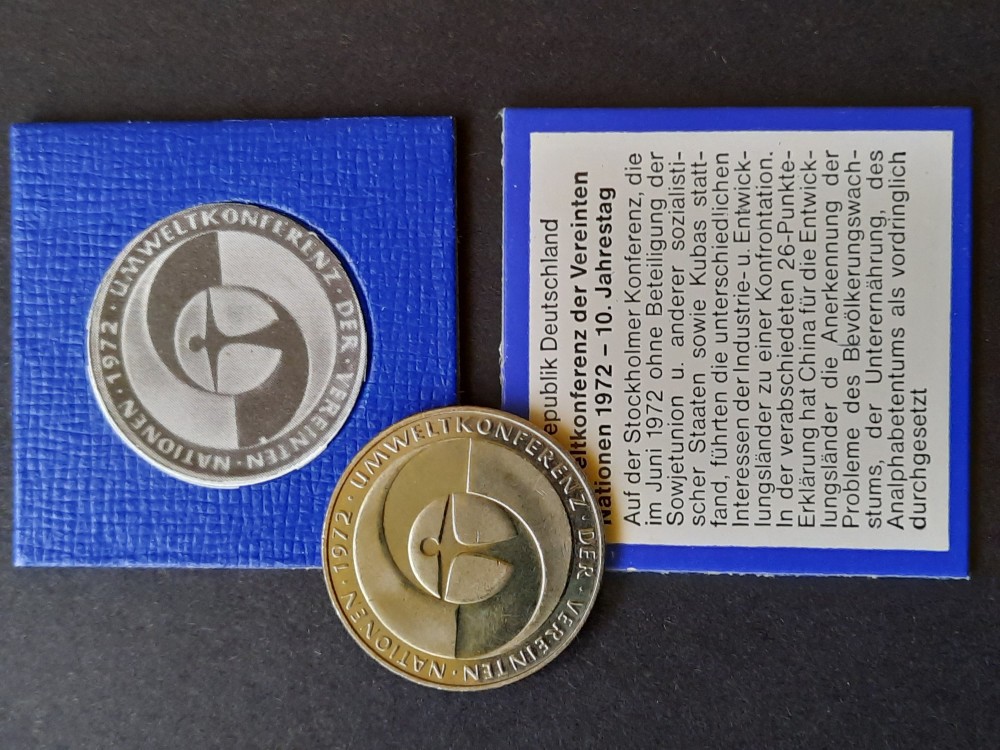 UMWELTKONFERENZ · DER · VEREINTEN · NATIONEN · 1972 ·
UMWELTKONFERENZ · DER · VEREINTEN · NATIONEN · 1972 ·
Deutschland
Nationen 1972 – 10. Jahrestag
der Vereinten
Auf der Stockholmer Konferenz, die
im Juni 1972 ohne Beteiligung der
Sowjetunion u. anderer sozialisti-
scher Staaten sowie Kubas statt-
fand, führten die unterschiedlichen
Interessen der Industrie- u. Entwick-
lungsländer zu einer Konfrontation.
In der verabschiedeten 26-Punkte-
Erklärung hat China für die Entwick-
lungsländer die Anerkennung der
Probleme des Bevölkerungswach-
stums, der Unterernährung, des
Analphabetentums als vordringlich
durchgesetzt